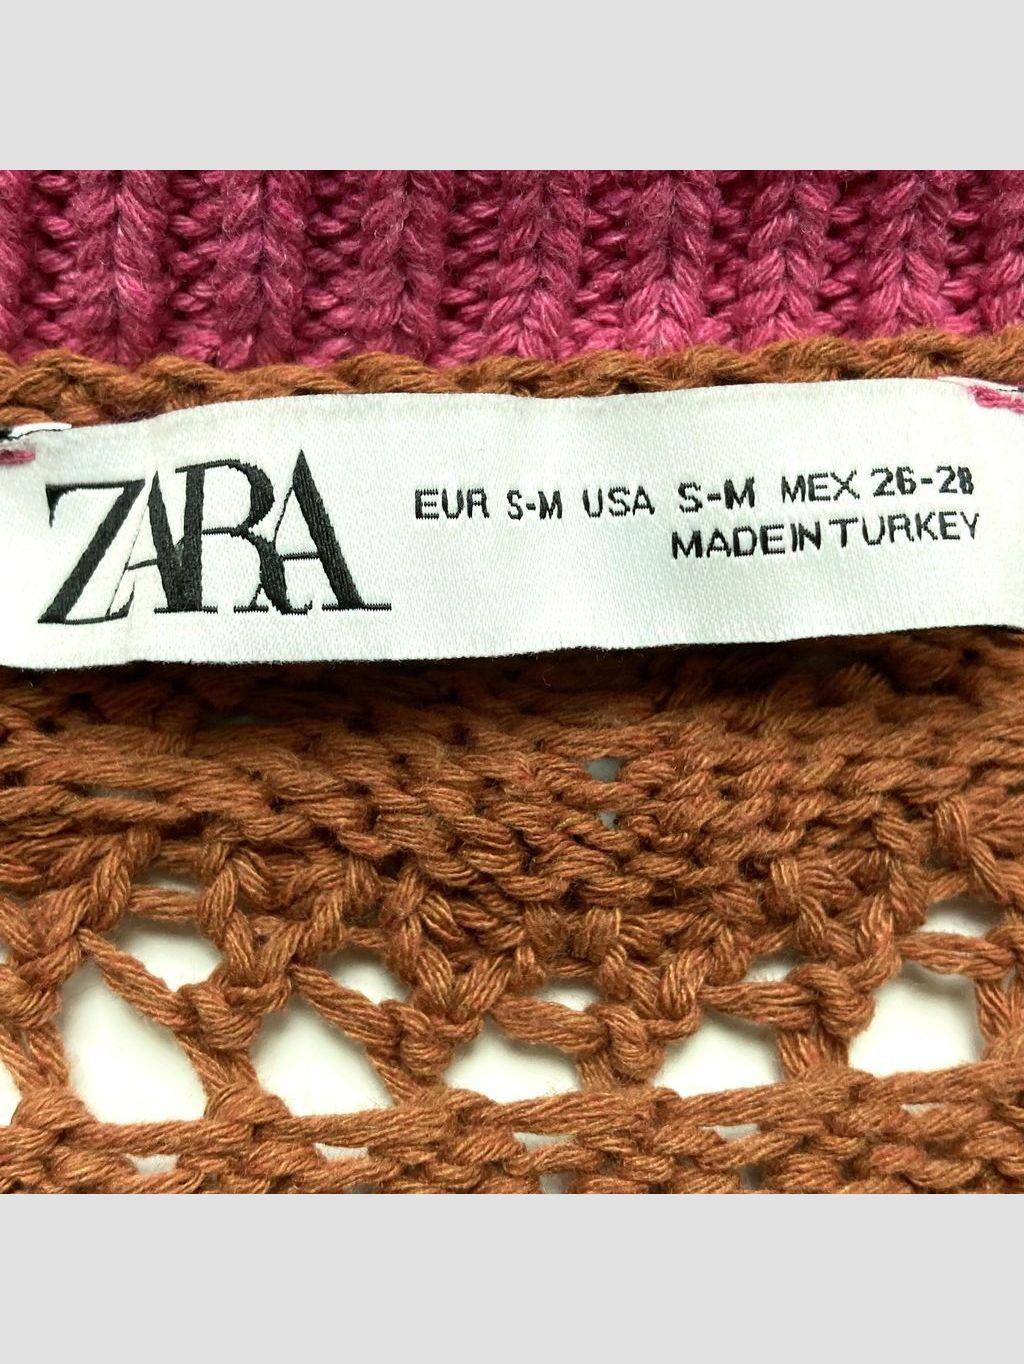 ZARA
EUR S-M USA S-M MEX 26-28
MADE IN TURKEY